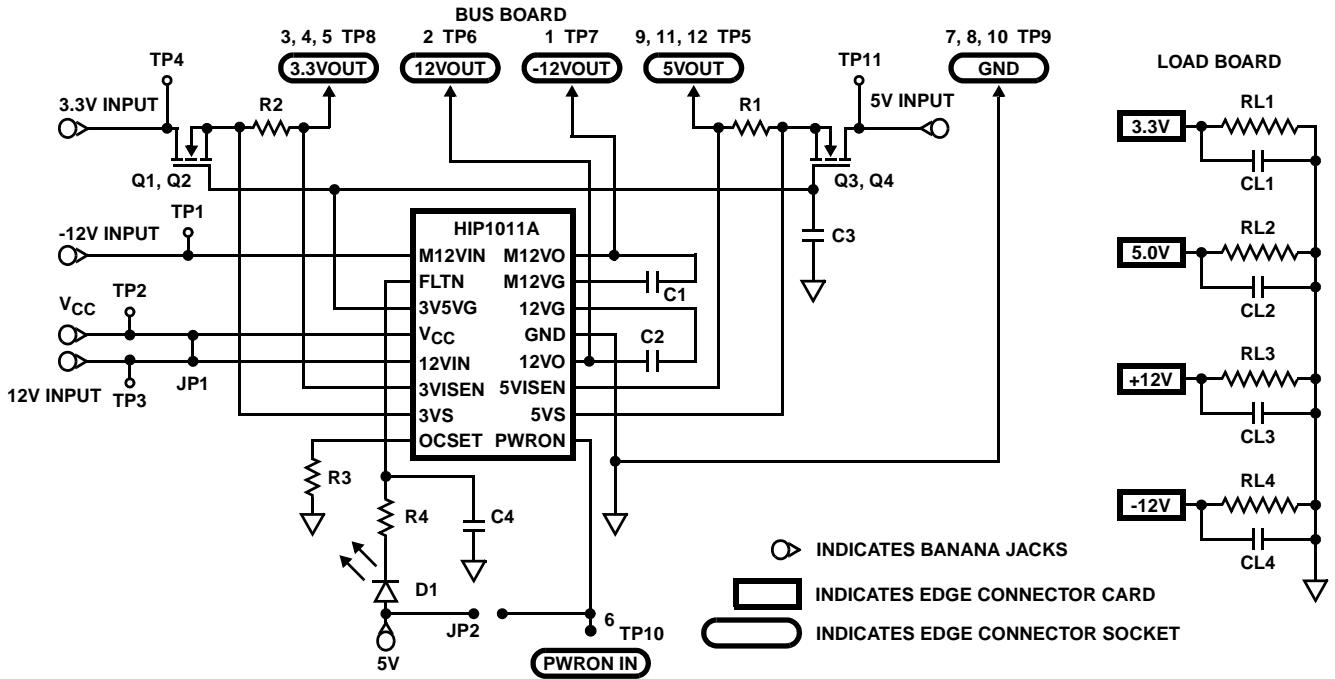 BUS BOARD
3, 4, 5 TP8
2 TP6
1 TP7
9, 11, 12 TP5
7, 8, 10 TP9
TP4
3.3VOUT
12VOUT
-12VOUT
5VOUT
TP11
GND
LOAD BOARD
3.3V INPUT
R2
R1
5V INPUT
Q1, Q2
Q3, Q4
TP1
-12V INPUT
HIP1011A
C3
M12VIN
M12VO
FLTN
M12VG
C1
3V5VG
12VG
TP2
VCC
VCC
GND
C2
12VIN
12VO
JP1
12V INPUT
TP3
3VISEN
5VISEN
3VS
5VS
OCSET
PWRON
R3
R4
C4
D1
JP2
5V
6
TP10
PWRON IN
3.3V
RL1
CL1
5.0V
RL2
CL2
+12V
RL3
CL3
-12V
RL4
CL4
INDICATES BANANA JACKS
INDICATES EDGE CONNECTOR CARD
INDICATES EDGE CONNECTOR SOCKET